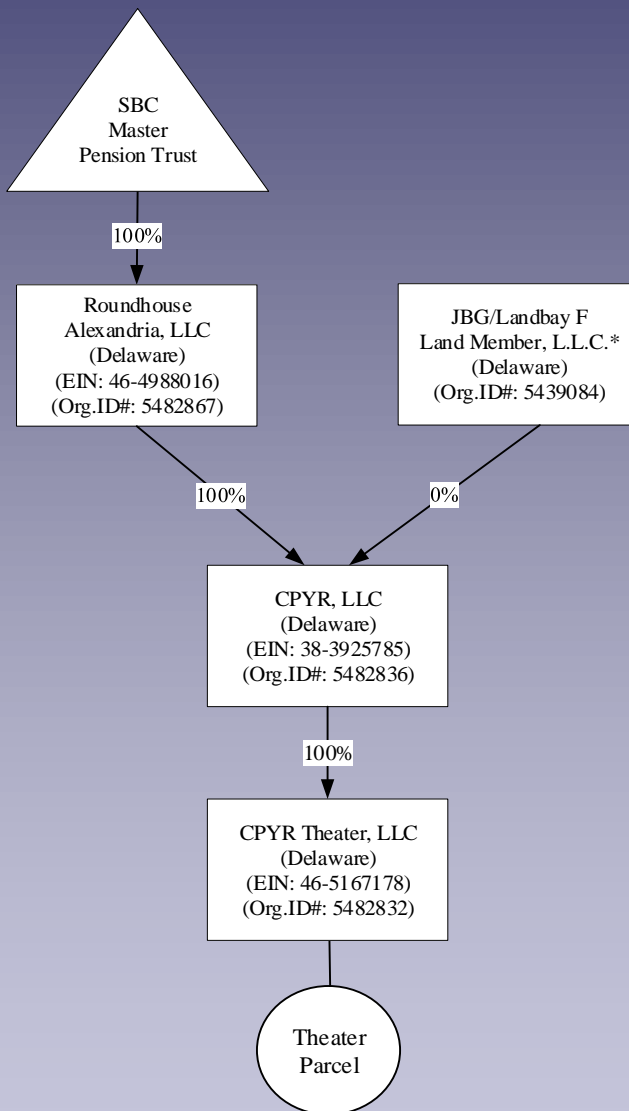 SBC
Master
Pension Trust
100%
Roundhouse
Alexandria, LLC
(Delaware)
(EIN: 46-4988016)
(Org.ID#: 5482867)
JBG/Landbay F
Land Member, L.L.C.*
(Delaware)
(Org.ID#: 5439084)
100%
0%
CPYR, LLC
(Delaware)
(EIN: 38-3925785)
(Org.ID#: 5482836)
100%
CPYR Theater, LLC
(Delaware)
(EIN: 46-5167178)
(Org.ID#: 5482832)
Theater
Parcel